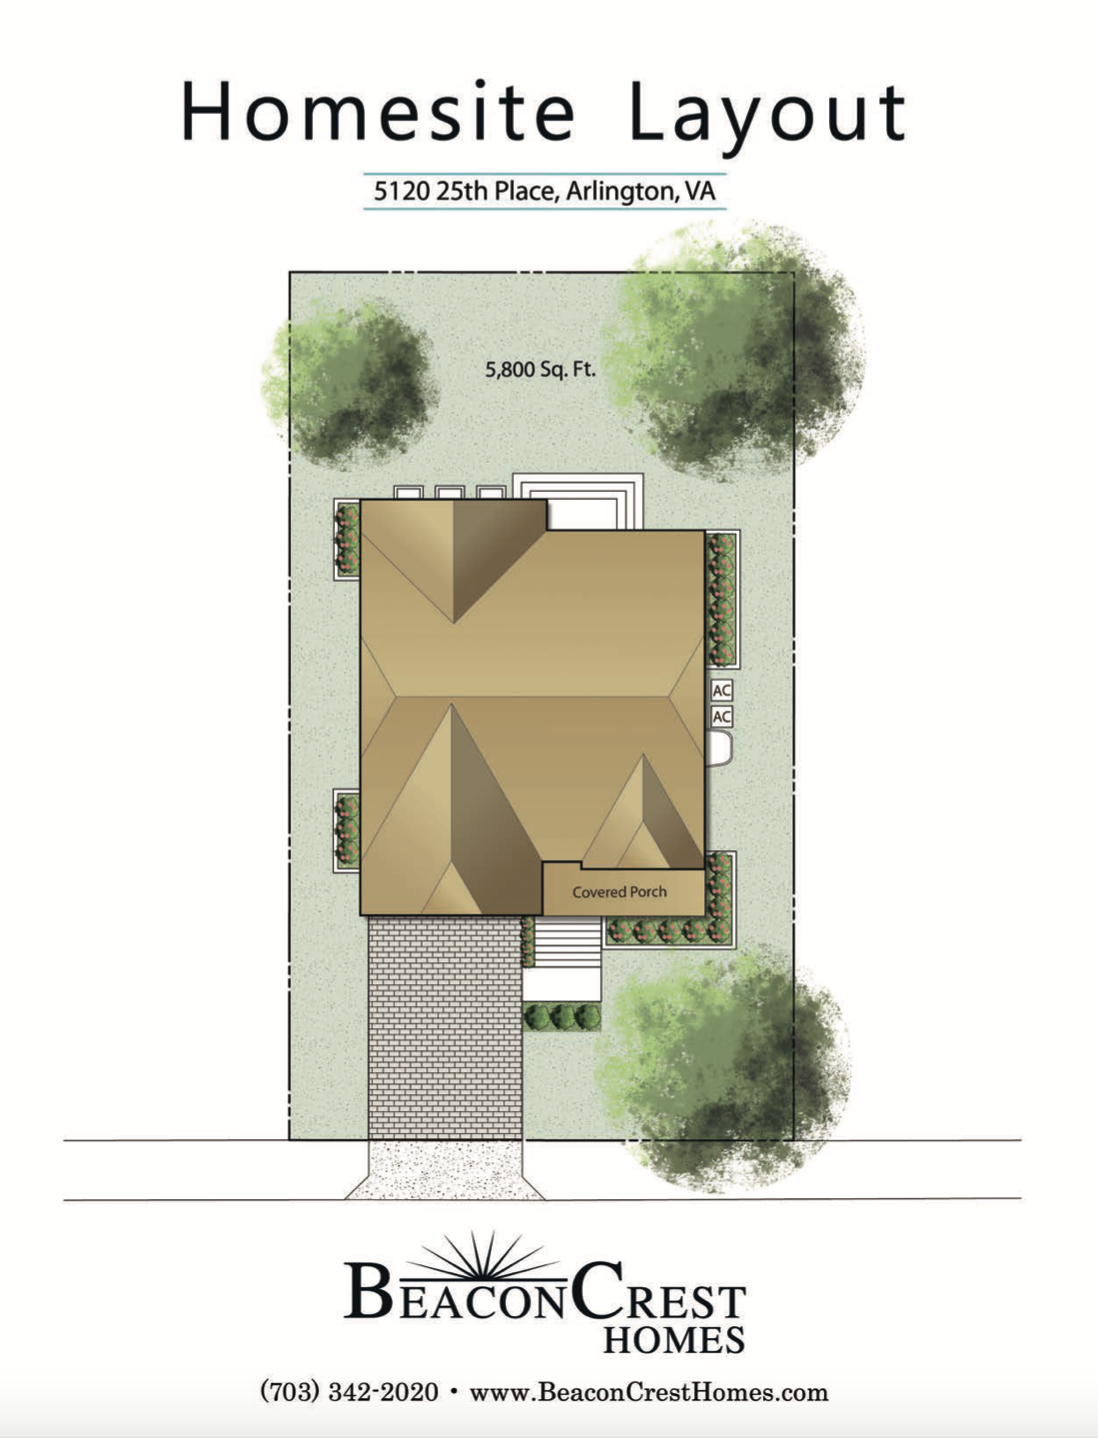 Homesite Layout
5120 25th Place, Arlington, VA
5,800 Sq. Ft.
AC
AC
Covered Porch
BEACONCREST
HOMES
(703) 342-2020 • www.BeaconCrestHomes.com